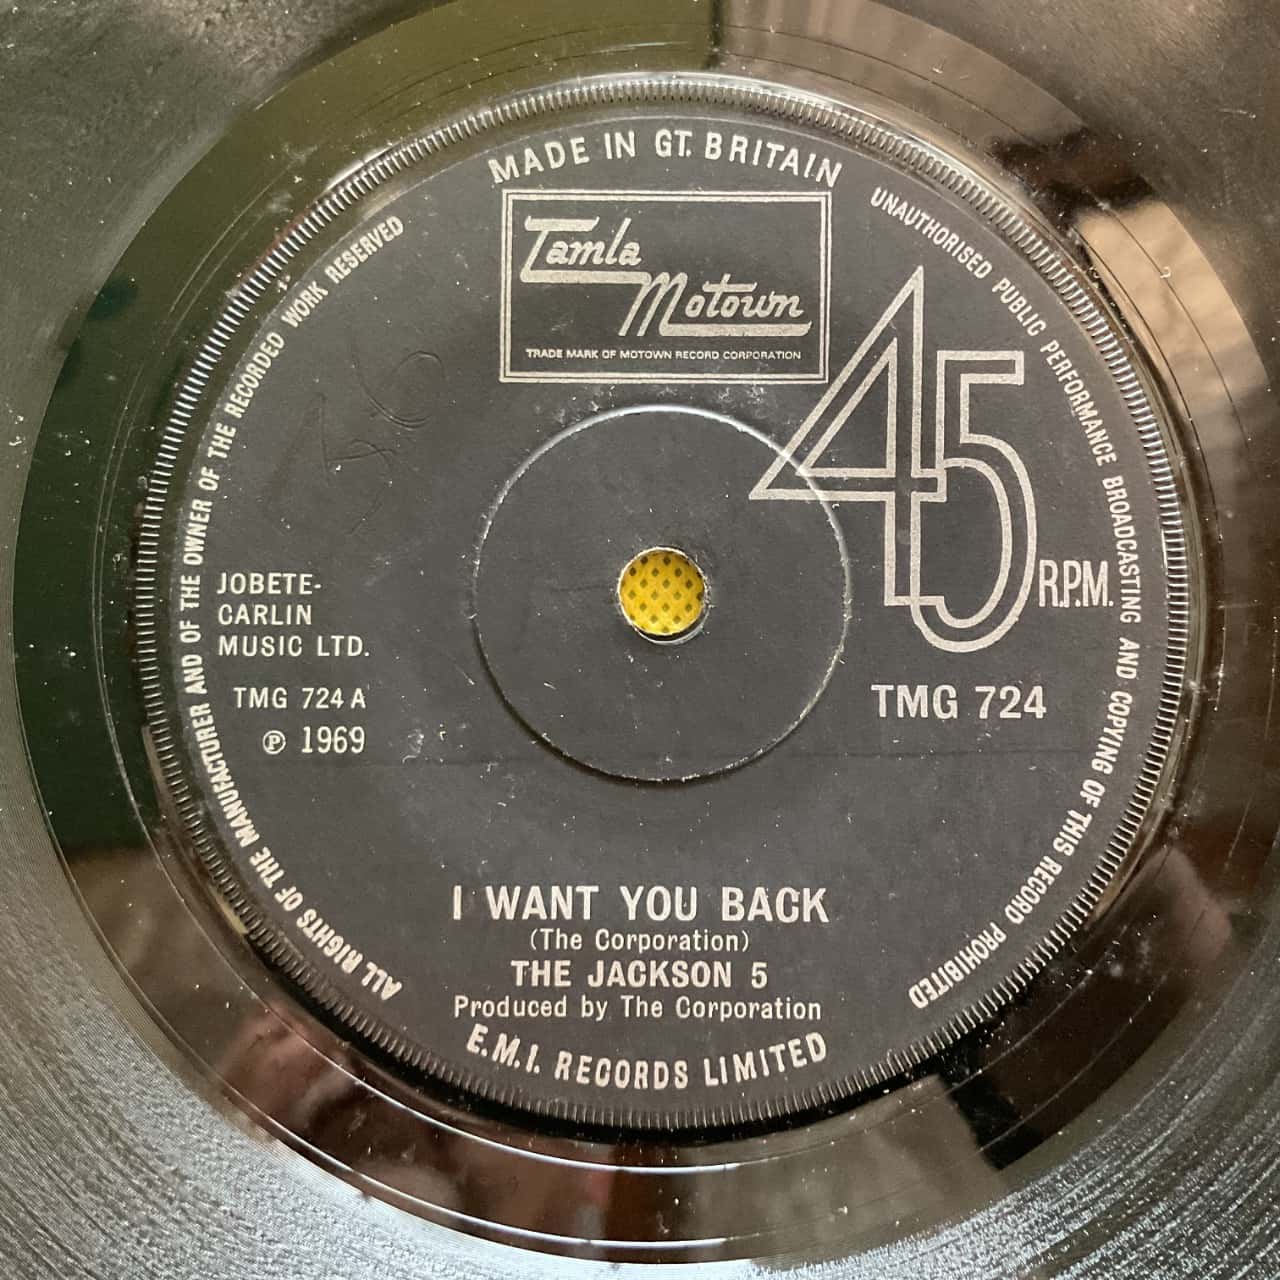 MADE IN GT. BRITAIN
Tamla
Motown
TRADE MARK OF MOTOWN RECORD CORPORATION
UNAUTHORISED PUBLIC PERFORMANCE BROADCASTING AND COPYING OF THIS RECORD PROHIBITED
ALL RIGHTS OF THE MANUFACTURER AND OF THE OWNER OF THE RECORDED WORK RESERVED
45
R.P.M.
JOBETE-
CARLIN
MUSIC LTD.
TMG 724 A
℗ 1969
TMG 724
I WANT YOU BACK
(The Corporation)
THE JACKSON 5
Produced by The Corporation
E.M.I. RECORDS LIMITED